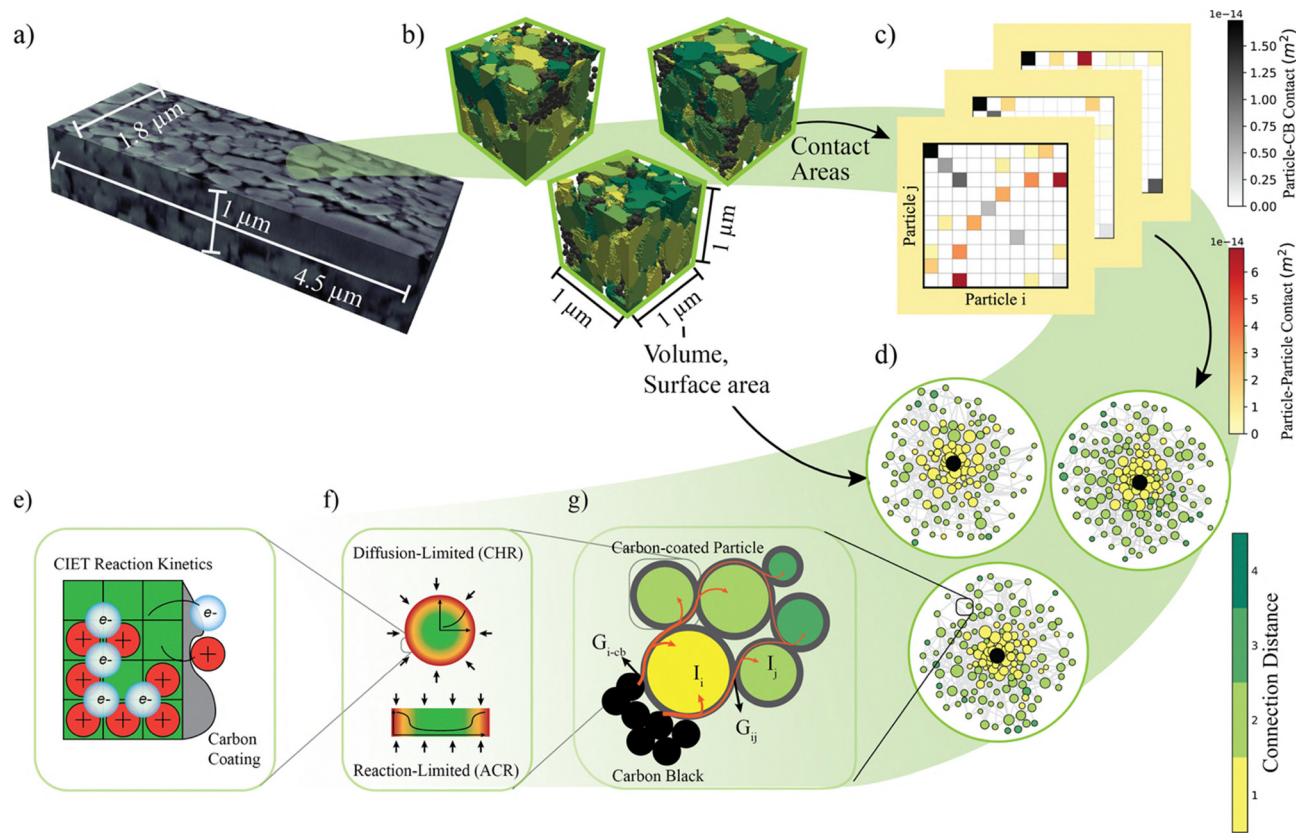 a)
1.8 µm
1 µm
4.5 µm
b)
1 µm
1 µm
1 µm
Contact
Areas
Volume,
Surface area
c)
Particle j
Particle i
1e−14
1.75
1.50
1.25
1.00
0.75
0.50
0.25
0.00
Particle-CB Contact (m²)
1e−14
6
5
4
3
2
1
0
Particle-Particle Contact (m²)
d)
4
3
2
1
Connection Distance
e)
CIET Reaction Kinetics
e-
e-
e-
e-
e-
+
+
+
+
+
+
+
+
Carbon
Coating
f)
Diffusion-Limited (CHR)
Reaction-Limited (ACR)
g)
Carbon-coated Particle
G i-cb
I i
I j
G ij
Carbon Black